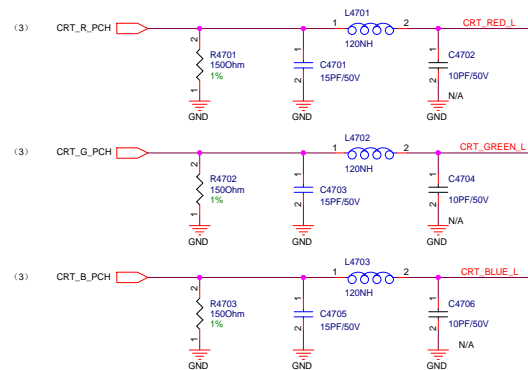 L4701
(3) CRT_R_PCH 1 2 CRT_RED_L
2 120NH
R4701 1 C4701 1 C4702
150Ohm 15PF/50V 10PF/50V
1% 2 2
1 N/A
GND GND GND
L4702
(3) CRT_G_PCH 1 2 CRT_GREEN_L
2 120NH
R4702 1 C4703 1 C4704
150Ohm 15PF/50V 10PF/50V
1% 2 2
1 N/A
GND GND GND
L4703
(3) CRT_B_PCH 1 2 CRT_BLUE_L
2 120NH
R4703 1 C4705 1 C4706
150Ohm 15PF/50V 10PF/50V
1% 2 2
1 N/A
GND GND GND